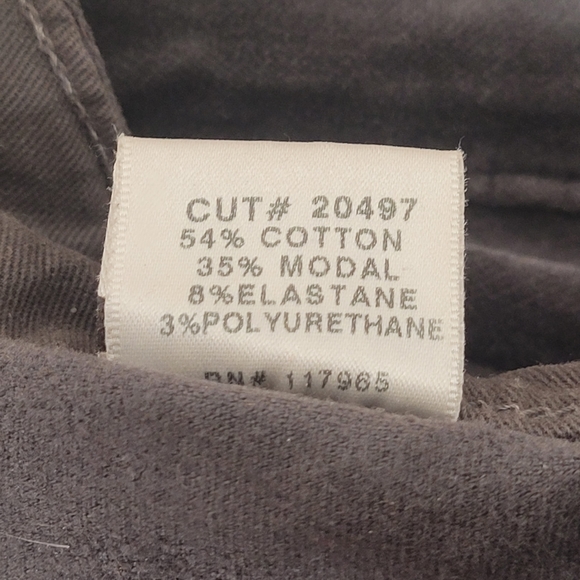 CUT# 20497
54% COTTON
35% MODAL
8%ELASTANE
3%POLYURETHANE
RN# 117965